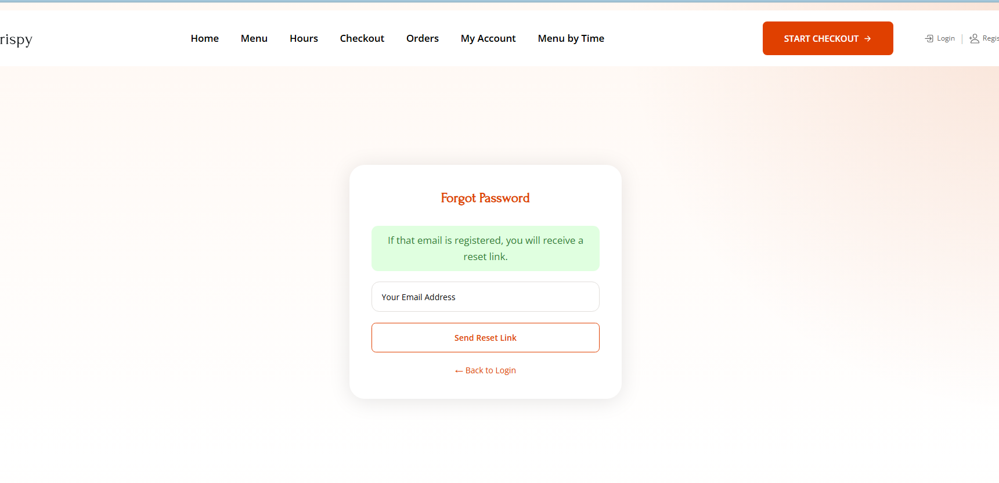 rispy
Home
Menu
Hours
Checkout
Orders
My Account
Menu by Time
START CHECKOUT →
Login
|
Regis
Forgot Password
If that email is registered, you will receive a
reset link.
Your Email Address
Send Reset Link
← Back to Login